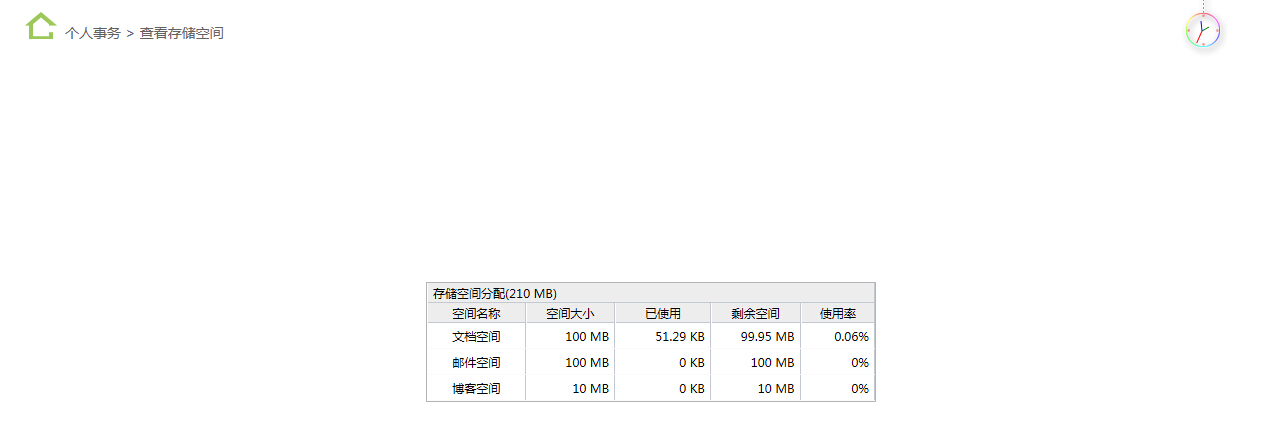 个人事务 > 查看存储空间
存储空间分配(210 MB)
空间名称 空间大小 已使用 剩余空间 使用率
文档空间 100 MB 51.29 KB 99.95 MB 0.06%
邮件空间 100 MB 0 KB 100 MB 0%
博客空间 10 MB 0 KB 10 MB 0%